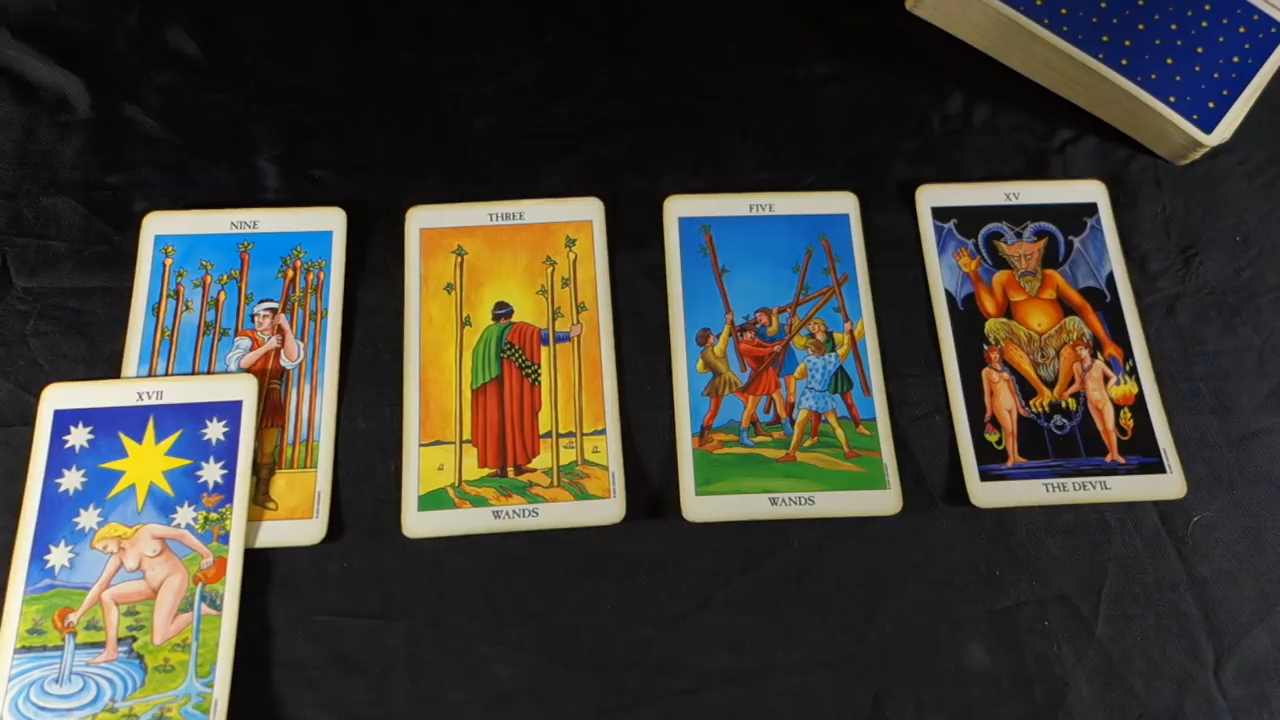 NINE
THREE
WANDS
FIVE
WANDS
XV
THE DEVIL
XVII